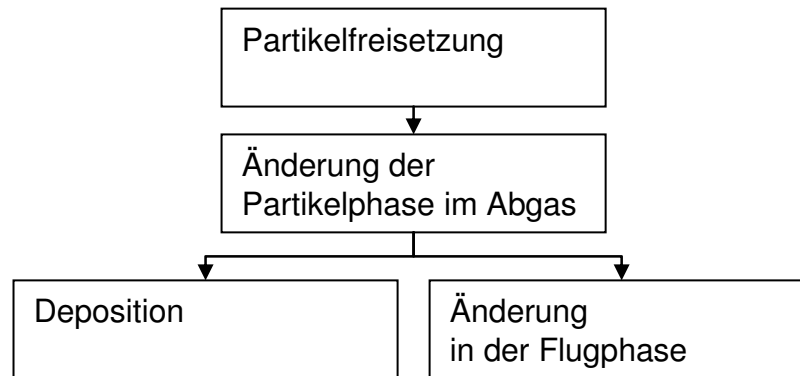 Partikelfreisetzung
Änderung der
Partikelphase im Abgas
Deposition
Änderung
in der Flugphase